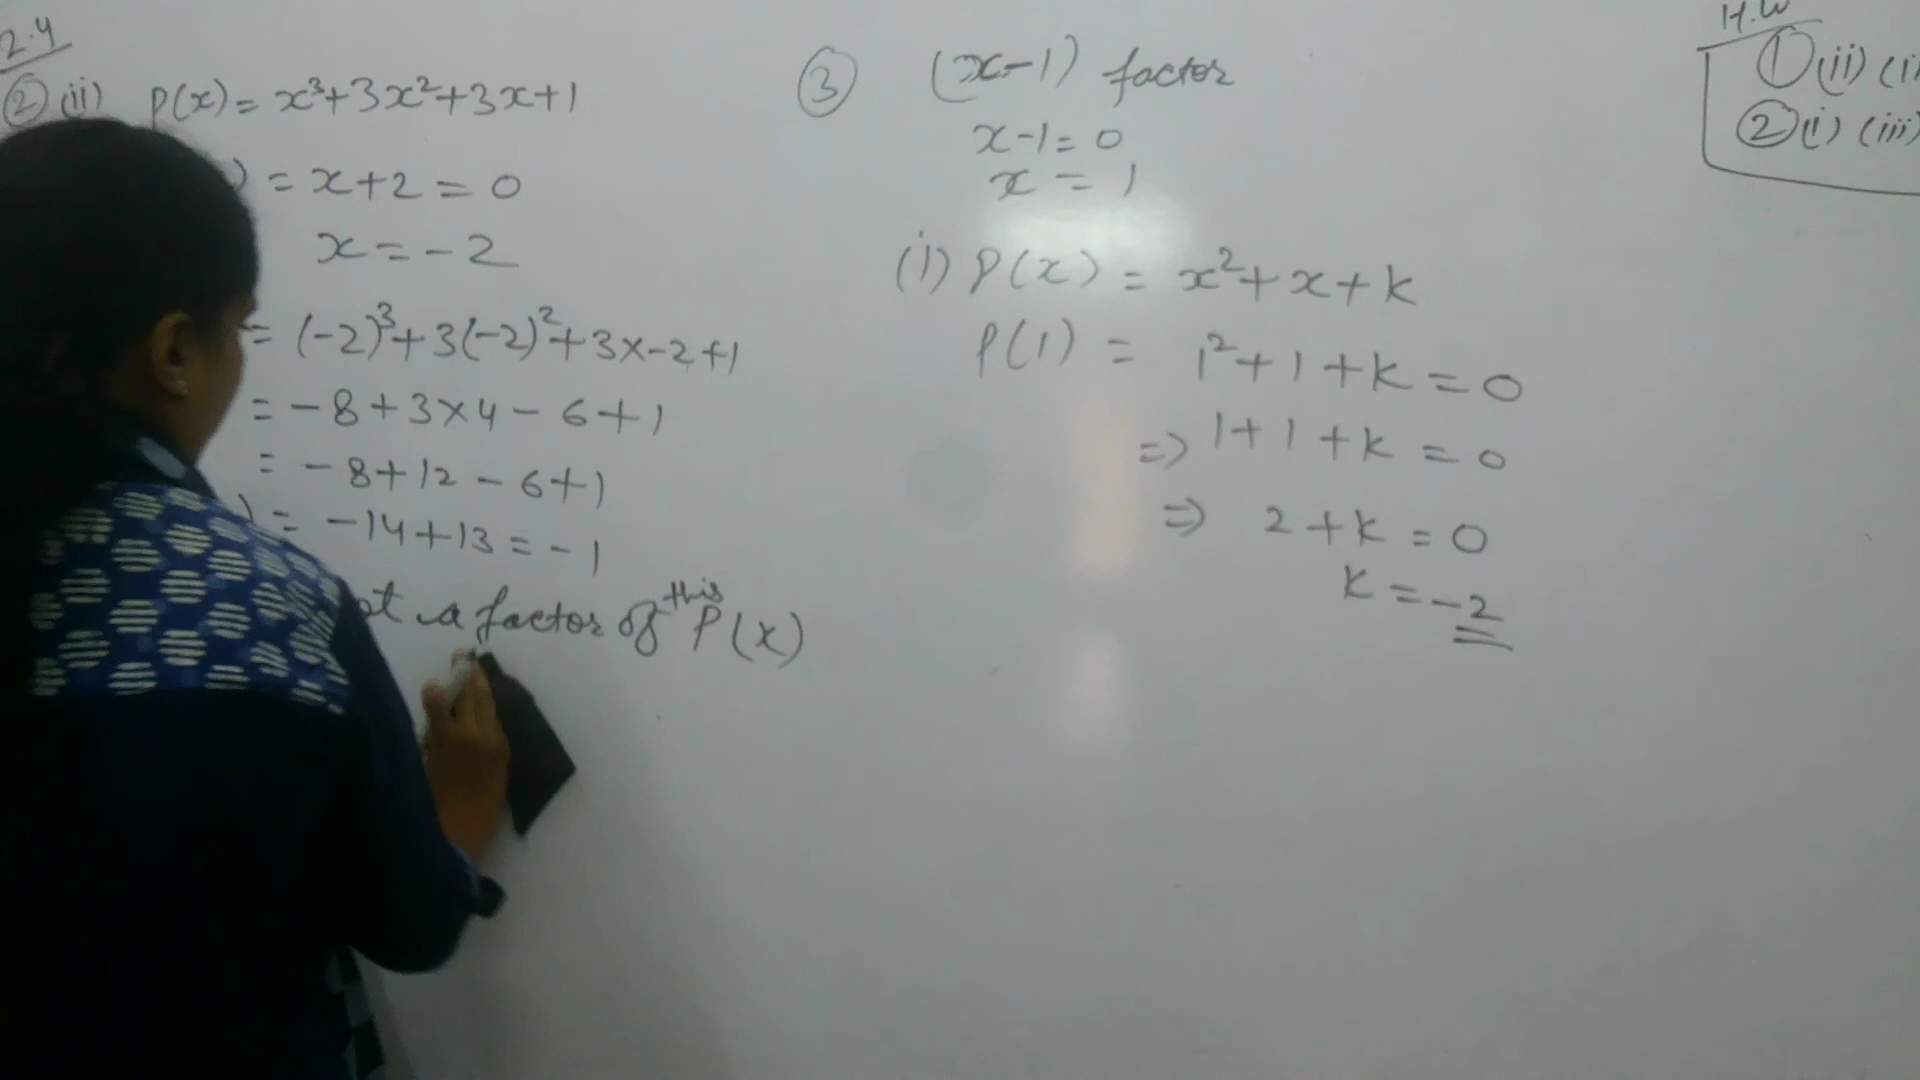 2.4
② (ii) p(x) = x³+3x²+3x+1
) = x+2 = 0
x = -2
= (-2)³+3(-2)²+3x-2+1
= -8+3x4-6+1
= -8+12-6+1
) = -14+13 = -1
ot a factor of this P(x)
③ (x-1) factor
x-1 = 0
x = 1
(i) P(x) = x²+x+k
P(1) = 1²+1+k = 0
=> 1+1+k = 0
=> 2+k = 0
k = -2
H.W
① (ii) (i
② (i) (iii)